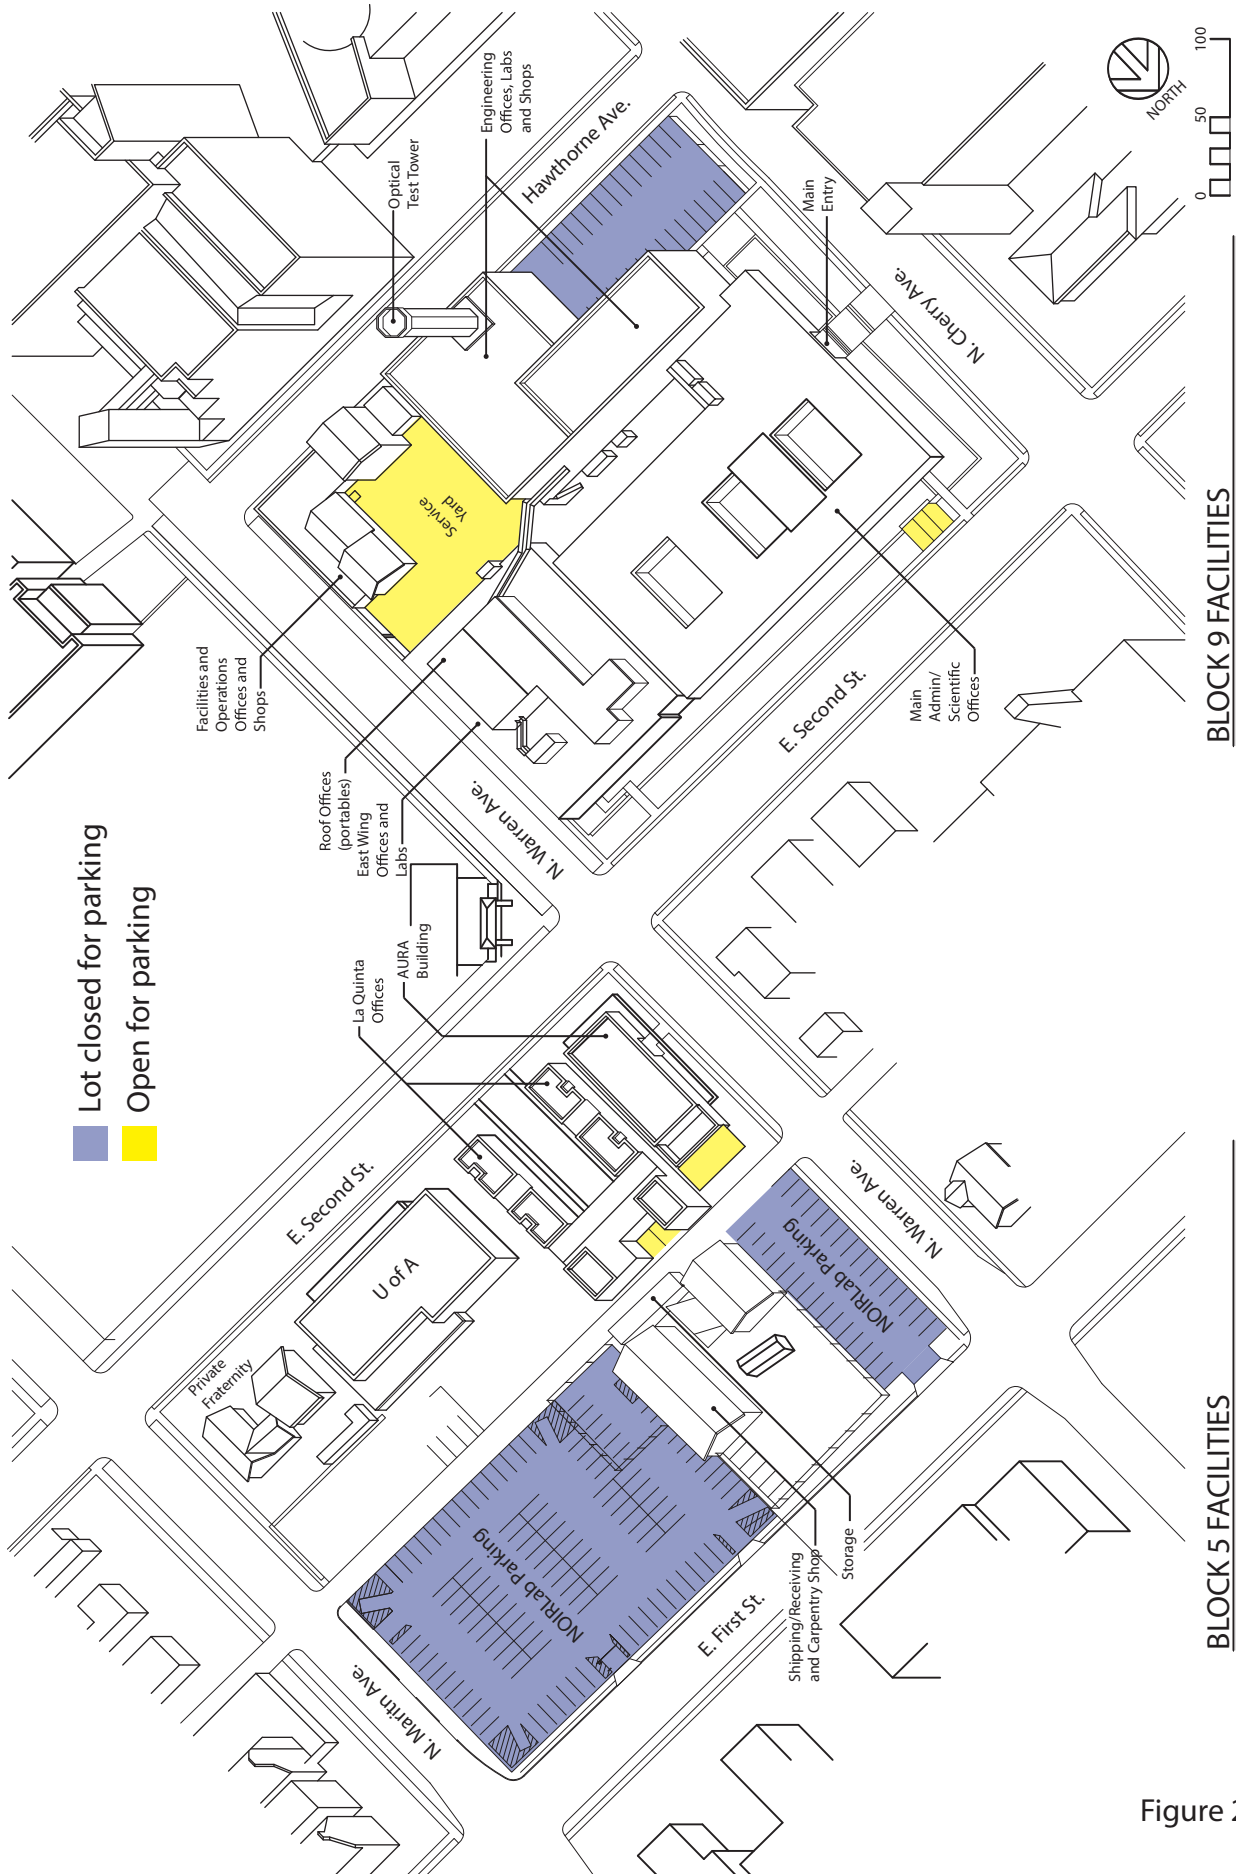 Lot closed for parking
Open for parking
Optical
Test Tower
Engineering
Offices, Labs
and Shops
Hawthorne Ave.
Main
Entry
N. Cherry Ave.
NORTH
0
50
100
Service
Yard
Facilities and
Operations
Offices and
Shops
Roof Offices
(portables)
East Wing
Offices and
Labs
N. Warren Ave.
E. Second St.
Main
Admin/
Scientific
Offices
BLOCK 9 FACILITIES
La Quinta
Offices
AURA
Building
E. Second St.
U of A
Private
Fraternity
NOIRLab Parking
N. Warren Ave.
NOIRLab Parking
N. Maritn Ave.
E. First St.
Shipping/Receiving
and Carpentry Shop
Storage
BLOCK 5 FACILITIES
Figure 2